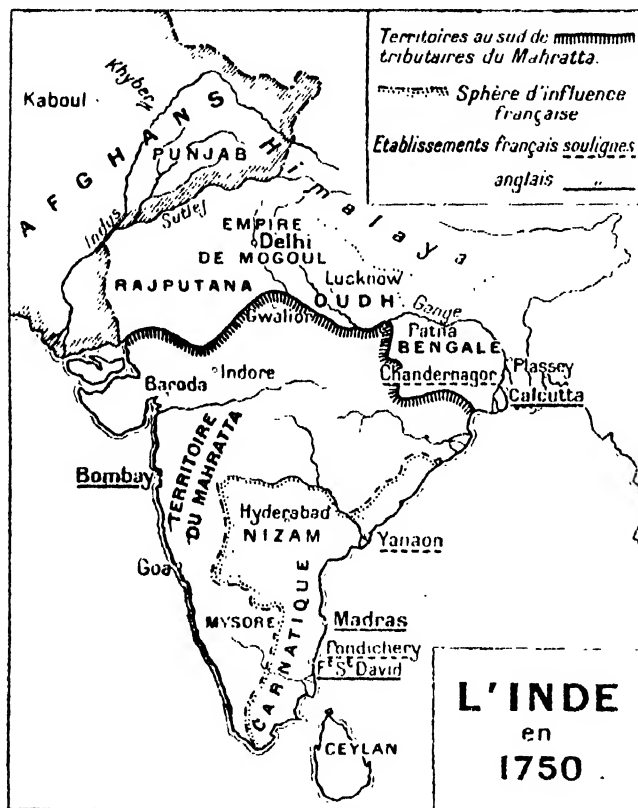 Territoires au sud de
tributaires du Mahratta.
Sphère d'influence
française
Etablissements français soulignés
anglais „
Kaboul
Khyber
AFGHANS
PUNJAB
Himalaya
Indus
Sutlej
EMPIRE
Delhi
DE MOGOUL
RAJPUTANA
Lucknow
OUDH
Gange
Gwalior
Patna
BENGALE
Plassey
Chandernagor
Calcutta
Indore
Baroda
Bombay
TERRITOIRE
DU MAHRATTA
Hyderabad
NIZAM
Yanaon
Goa
MYSORE
CARNATIQUE
Madras
Pondichery
Ft St David
CEYLAN
L'INDE
en
1750